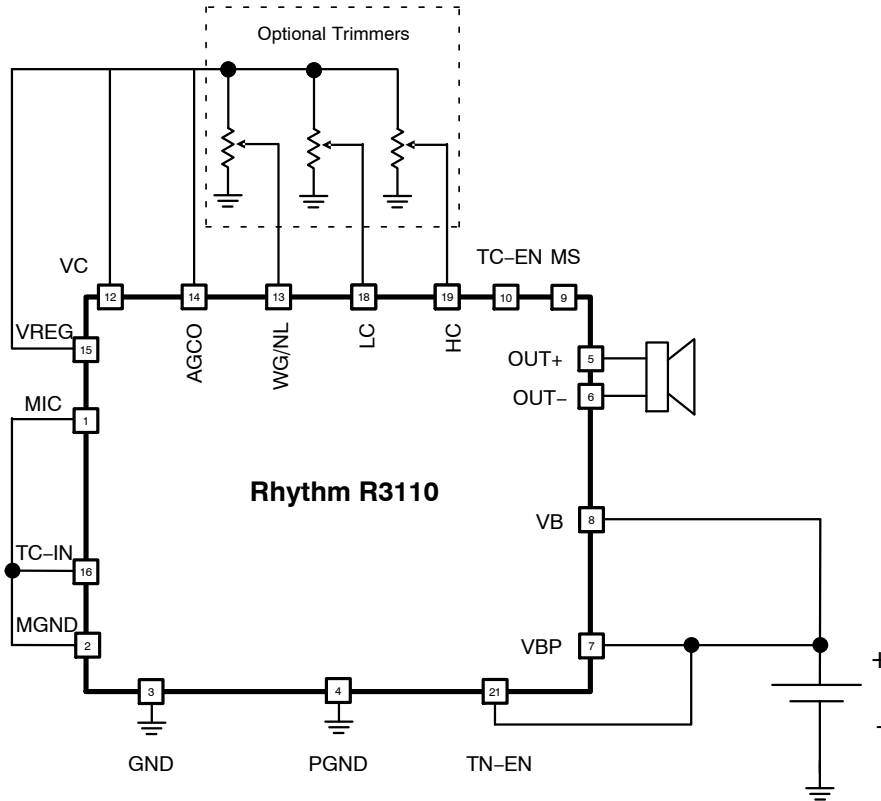 Optional Trimmers
VC
TC−EN MS
12
14
13
18
19
10
9
VREG
15
AGCO
WG/NL
LC
HC
OUT+
5
OUT−
6
MIC
1
Rhythm R3110
VB
8
TC−IN
16
MGND
2
VBP
7
+
3
4
21
-
GND
PGND
TN−EN